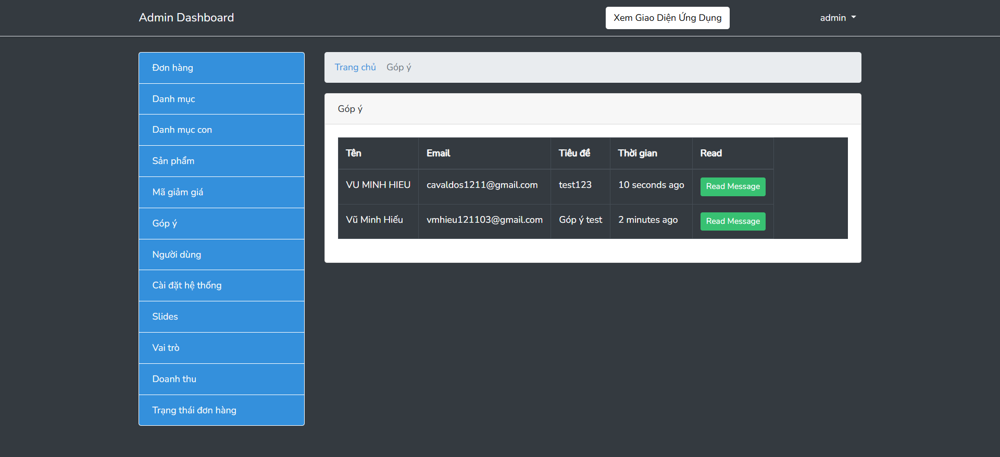 Admin Dashboard
Xem Giao Diện Ứng Dụng
admin
Đơn hàng
Danh mục
Danh mục con
Sản phẩm
Mã giảm giá
Góp ý
Người dùng
Cài đặt hệ thống
Slides
Vai trò
Doanh thu
Trạng thái đơn hàng
Trang chủ Góp ý
Góp ý
Tên Email Tiêu đề Thời gian Read
VU MINH HIEU cavaldos1211@gmail.com test123 10 seconds ago Read Message
Vũ Minh Hiếu vmhieu121103@gmail.com Góp ý test 2 minutes ago Read Message